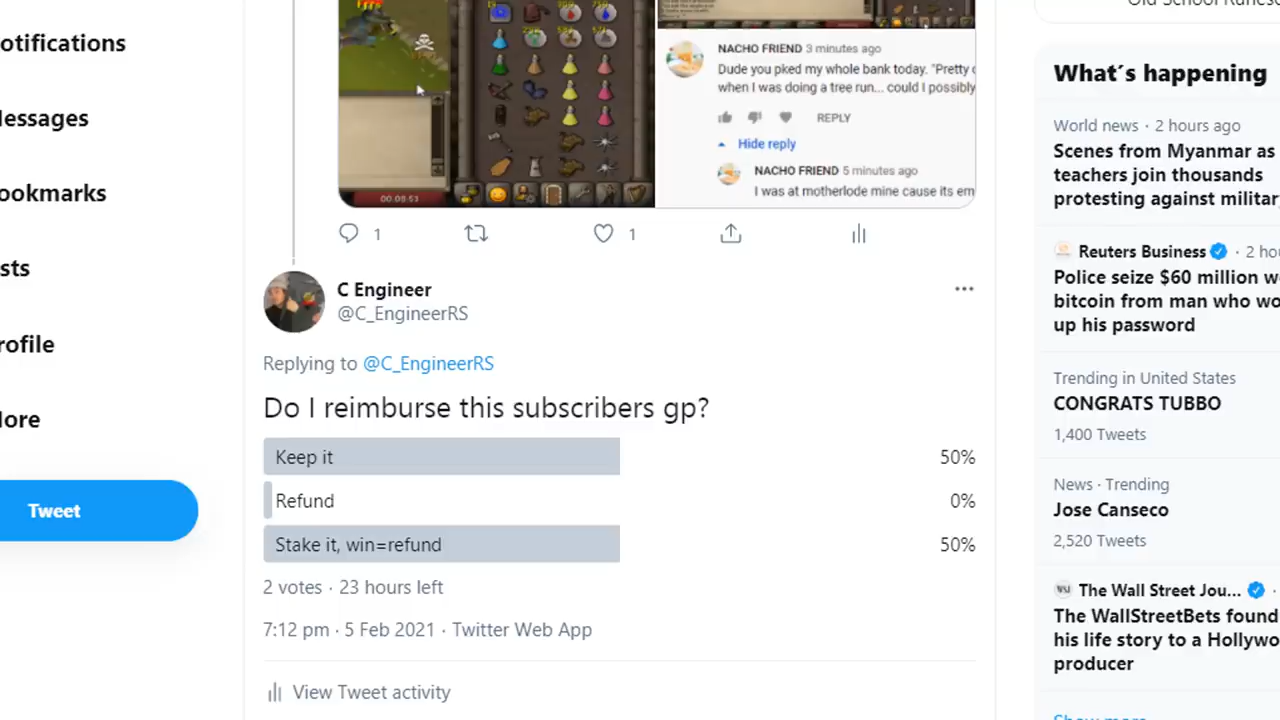 otifications
lessages
ookmarks
sts
rofile
lore
Tweet
00:09:53
NACHO FRIEND 3 minutes ago
Dude you pked my whole bank today. "Pretty
when I was doing a tree run... could I possibly
REPLY
Hide reply
NACHO FRIEND 5 minutes ago
I was at motherlode mine cause its em
1
1
C Engineer
@C_EngineerRS
Replying to @C_EngineerRS
Do I reimburse this subscribers gp?
Keep it 50%
Refund 0%
Stake it, win=refund 50%
2 votes · 23 hours left
7:12 pm · 5 Feb 2021 · Twitter Web App
View Tweet activity
What's happening
World news · 2 hours ago
Scenes from Myanmar as
teachers join thousands
protesting against militar
Reuters Business · 2 ho
Police seize $60 million w
bitcoin from man who wo
up his password
Trending in United States
CONGRATS TUBBO
1,400 Tweets
News · Trending
Jose Canseco
2,520 Tweets
The Wall Street Jou... ·
The WallStreetBets found
his life story to a Hollywo
producer
Show more